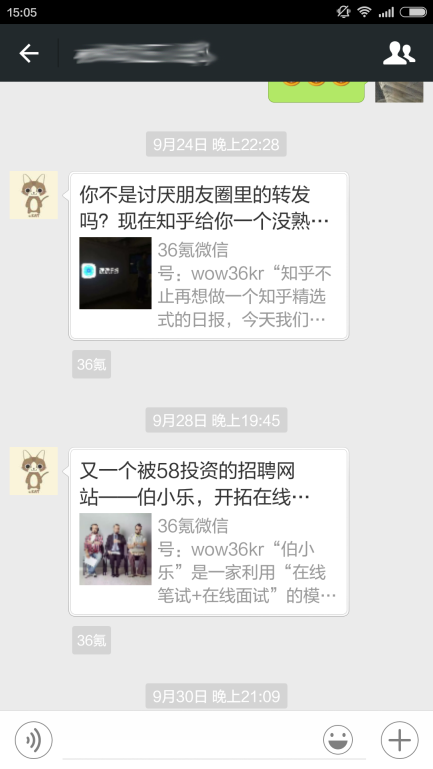 15:05
9月24日 晚上22:28
你不是讨厌朋友圈里的转发
吗？现在知乎给你一个没熟…
36氪微信
号：wow36kr“知乎不
止再想做一个知乎精选
式的日报，今天我们…
36氪
9月28日 晚上19:45
又一个被58投资的招聘网
站——伯小乐，开拓在线…
36氪微信
号：wow36kr“伯小
乐”是一家利用“在线
笔试+在线面试”的模…
36氪
9月30日 晚上21:09